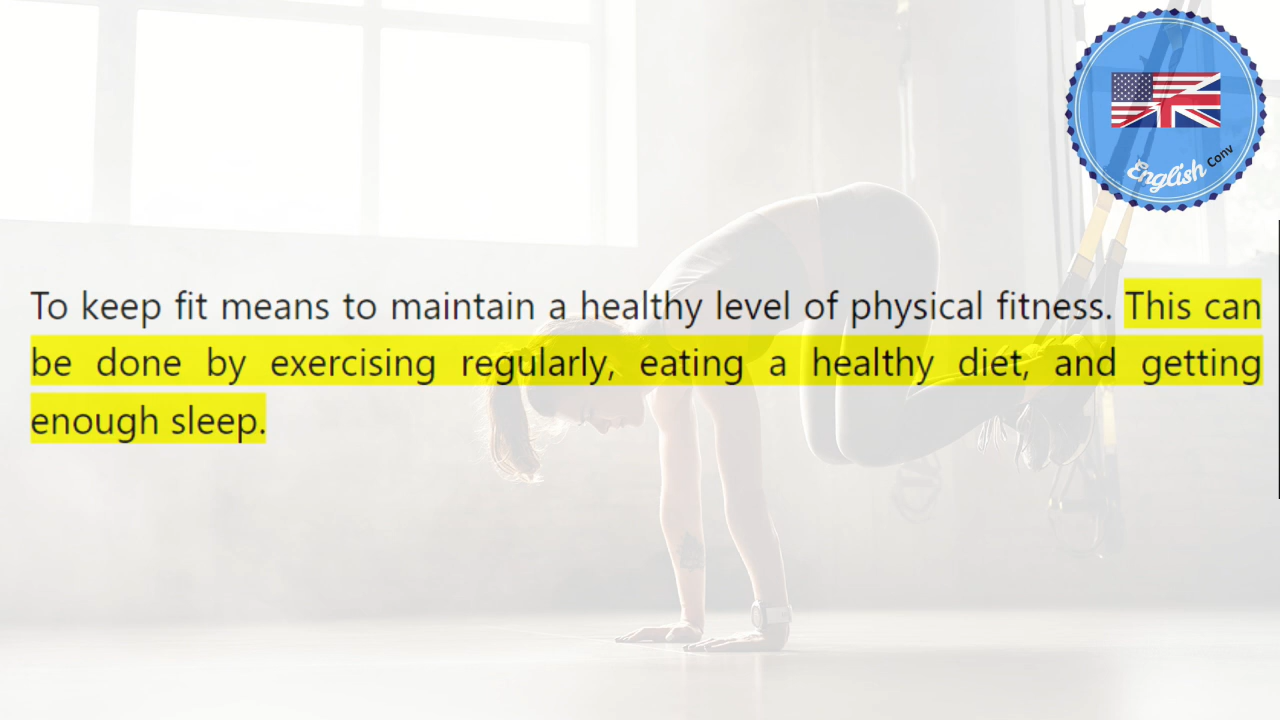 English Conv
To keep fit means to maintain a healthy level of physical fitness. This can
be done by exercising regularly, eating a healthy diet, and getting
enough sleep.